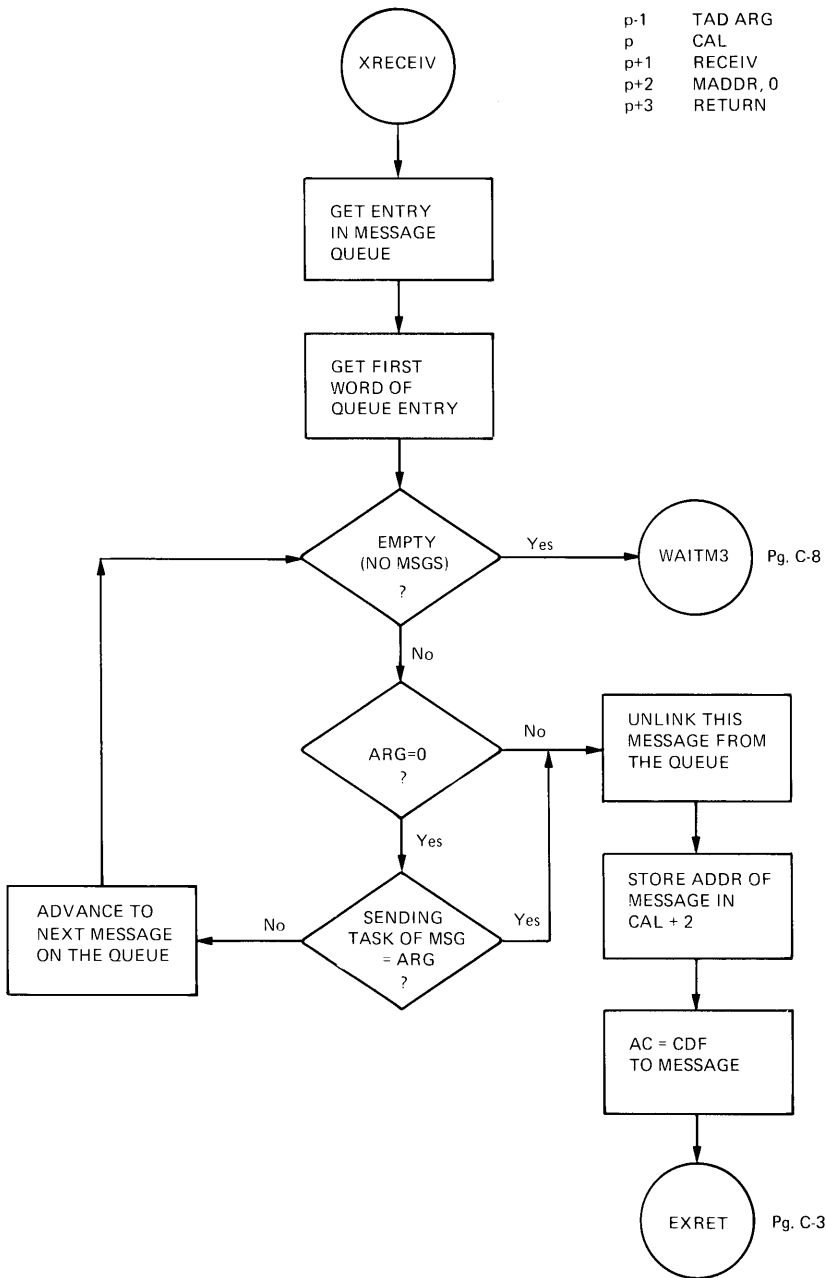 p-1 TAD ARG
p CAL
p+1 RECEIV
p+2 MADDR, 0
p+3 RETURN
XRECEIV
GET ENTRY
IN MESSAGE
QUEUE
GET FIRST
WORD OF
QUEUE ENTRY
EMPTY
(NO MSGS)
?
Yes
WAITM3
Pg. C-8
No
ARG=0
?
No
UNLINK THIS
MESSAGE FROM
THE QUEUE
Yes
SENDING
TASK OF MSG
= ARG
?
Yes
No
ADVANCE TO
NEXT MESSAGE
ON THE QUEUE
STORE ADDR OF
MESSAGE IN
CAL + 2
AC = CDF
TO MESSAGE
EXRET
Pg. C-3